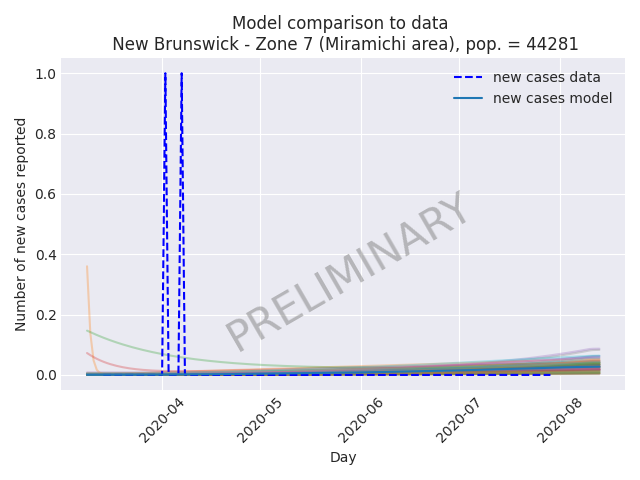 Model comparison to data
New Brunswick - Zone 7 (Miramichi area), pop. = 44281
new cases data
new cases model
Number of new cases reported
1.0
0.8
0.6
0.4
0.2
0.0
PRELIMINARY
2020-04
2020-05
2020-06
2020-07
2020-08
Day